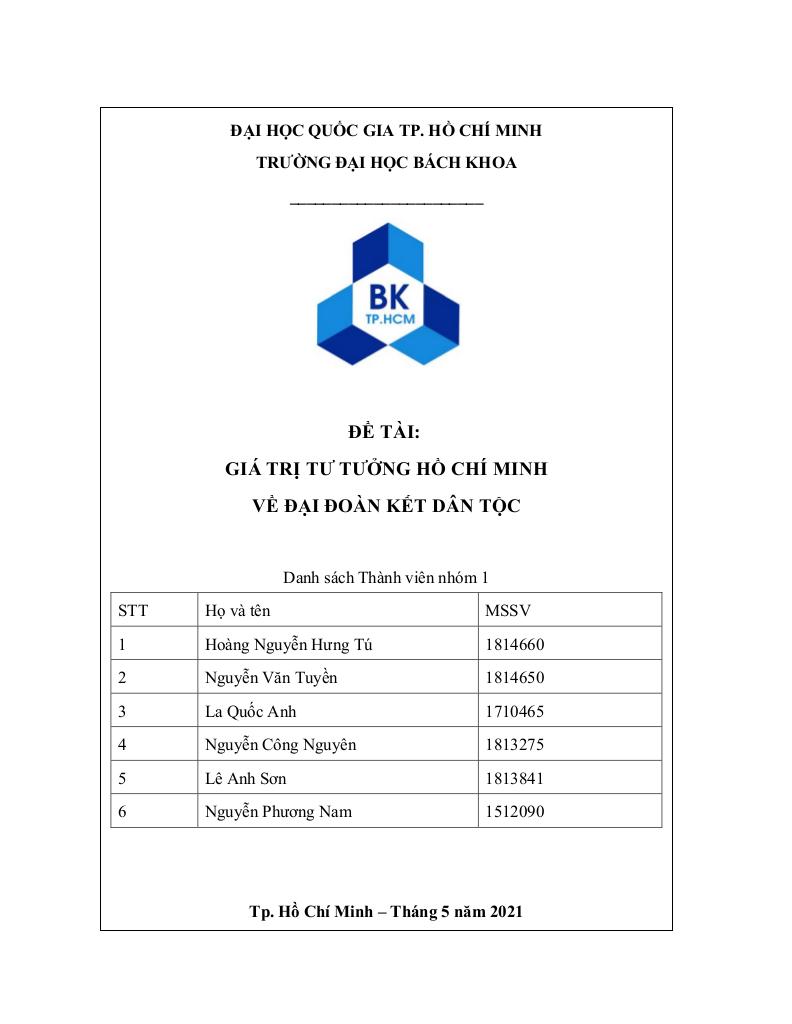 ĐẠI HỌC QUỐC GIA TP. HỒ CHÍ MINH
TRƯỜNG ĐẠI HỌC BÁCH KHOA
________________________
BK
TP.HCM
ĐỀ TÀI:
GIÁ TRỊ TƯ TƯỞNG HỒ CHÍ MINH
VỀ ĐẠI ĐOÀN KẾT DÂN TỘC
Danh sách Thành viên nhóm 1
STT Họ và tên MSSV
1 Hoàng Nguyễn Hưng Tú 1814660
2 Nguyễn Văn Tuyền 1814650
3 La Quốc Anh 1710465
4 Nguyễn Công Nguyên 1813275
5 Lê Anh Sơn 1813841
6 Nguyễn Phương Nam 1512090
Tp. Hồ Chí Minh – Tháng 5 năm 2021